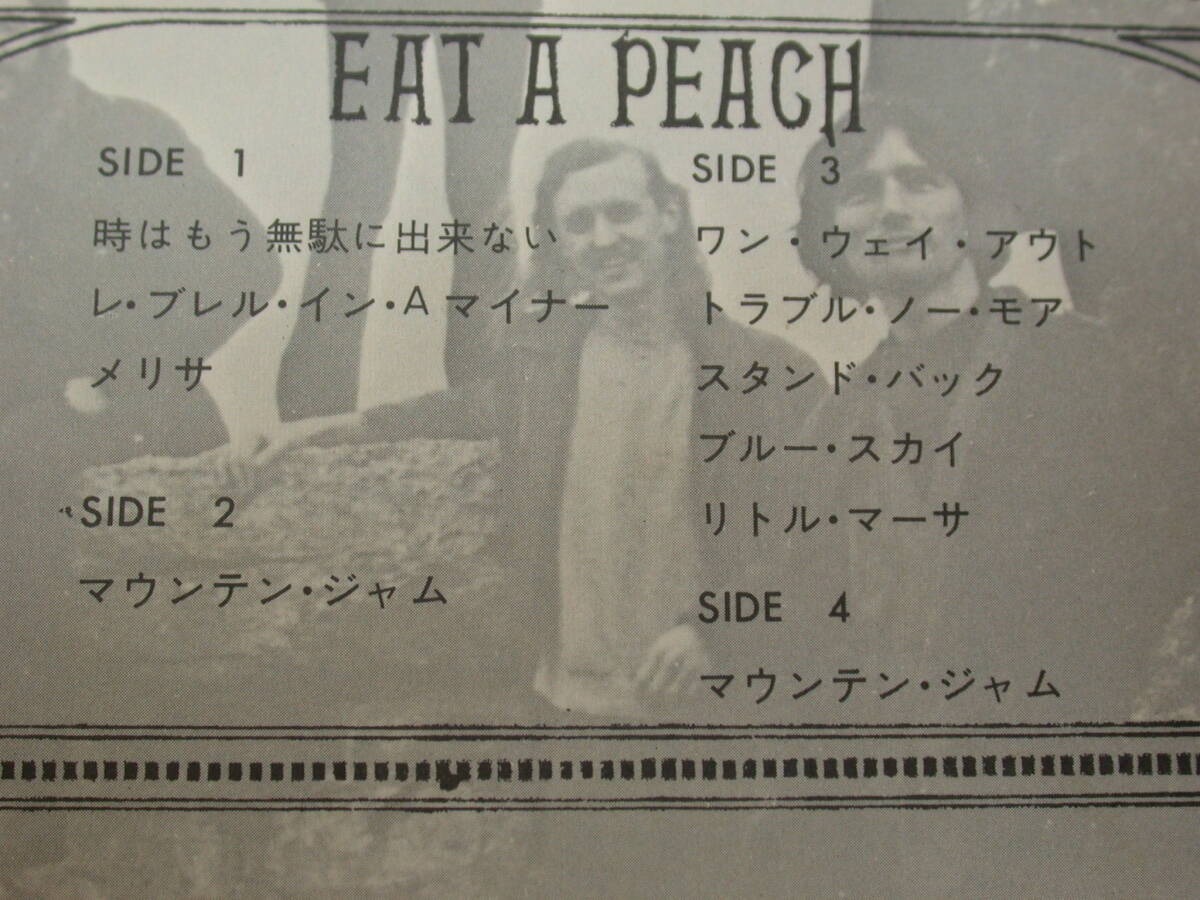 EAT A PEACH
SIDE 1
時はもう無駄に出来ない
レ・ブレル・イン・Aマイナー
メリサ
SIDE 2
マウンテン・ジャム
SIDE 3
ワン・ウェイ・アウト
トラブル・ノー・モア
スタンド・バック
ブルー・スカイ
リトル・マーサ
SIDE 4
マウンテン・ジャム